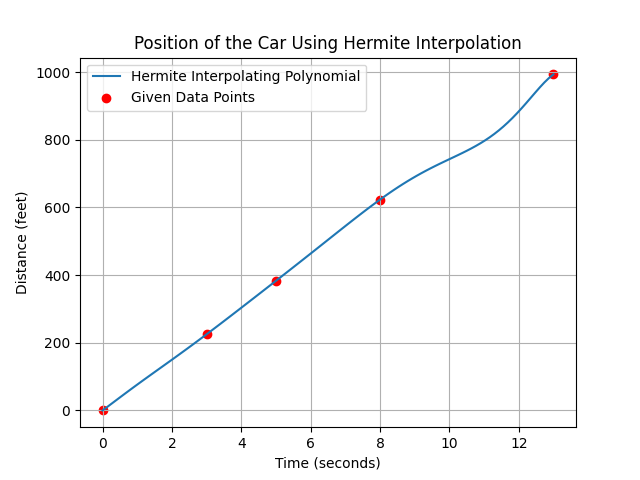 Position of the Car Using Hermite Interpolation
Hermite Interpolating Polynomial
Given Data Points
1000
800
600
400
200
0
Distance (feet)
0 2 4 6 8 10 12
Time (seconds)